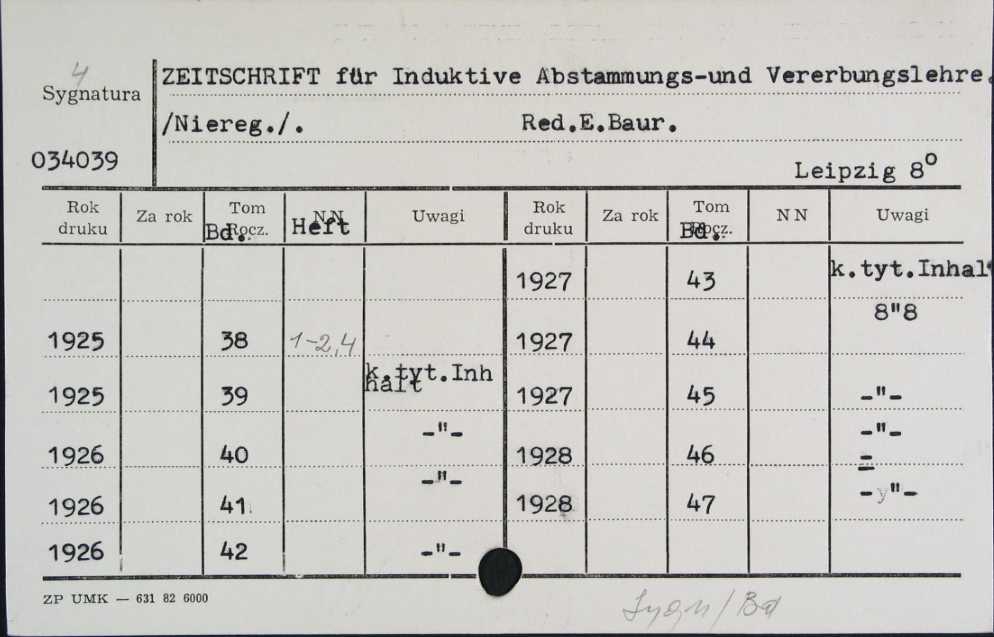 4
Sygnatura
ZEITSCHRIFT für Induktive Abstammungs-und Vererbungslehre.
/Niereg./. Red.E.Baur.
034039
Leipzig 8°
Rok druku Za rok Tom Rocz. Bd. NN Heft Uwagi Rok druku Za rok Tom Rocz. Bd. NN Uwagi
1927 43 k.tyt.Inhal
8"8
1925 38 1-2,4 1927 44
k.tyt.Inh
halt
1925 39 1927 45 -"-
-"- -"-
1926 40 1928 46
-"-
1926 41. 1928 47 -"-
1926 42 -"-
ZP UMK — 631 82 6000
Sygn/Bd